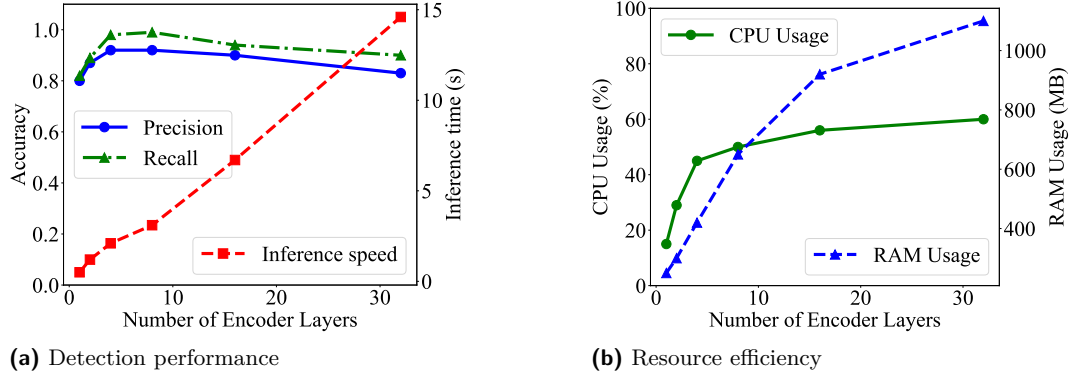 1.0
0.8
0.6
0.4
0.2
0.0
Accuracy
Precision
Recall
Inference speed
15
10
5
0
Inference time (s)
0
10
20
30
Number of Encoder Layers
(a) Detection performance
100
80
60
40
20
0
CPU Usage (%)
CPU Usage
RAM Usage
1000
800
600
400
RAM Usage (MB)
0
10
20
30
Number of Encoder Layers
(b) Resource efficiency